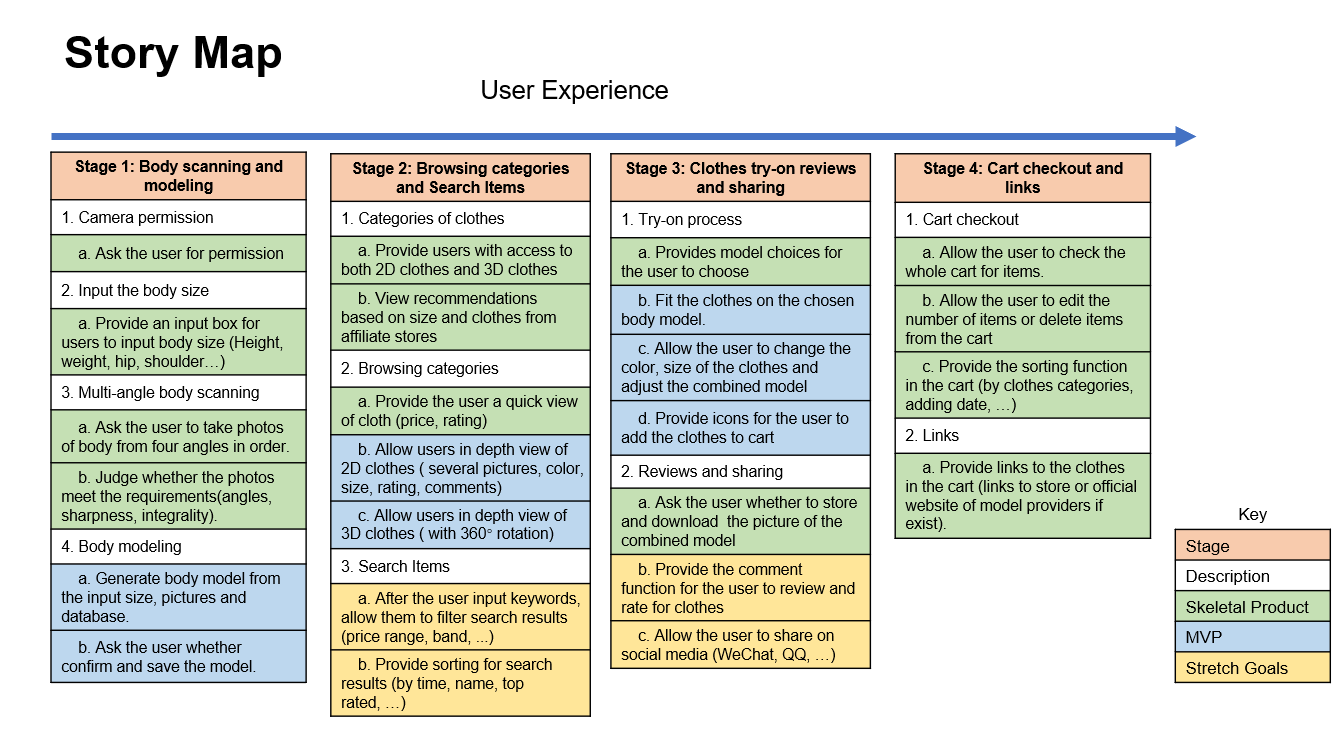 Story Map
User Experience
Stage 1: Body scanning and
modeling
1. Camera permission
a. Ask the user for permission
2. Input the body size
a. Provide an input box for
users to input body size (Height,
weight, hip, shoulder…)
3. Multi-angle body scanning
a. Ask the user to take photos
of body from four angles in order.
b. Judge whether the photos
meet the requirements(angles,
sharpness, integrality).
4. Body modeling
a. Generate body model from
the input size, pictures and
database.
b. Ask the user whether
confirm and save the model.
Stage 2: Browsing categories
and Search Items
1. Categories of clothes
a. Provide users with access to
both 2D clothes and 3D clothes
b. View recommendations
based on size and clothes from
affiliate stores
2. Browsing categories
a. Provide the user a quick view
of cloth (price, rating)
b. Allow users in depth view of
2D clothes ( several pictures, color,
size, rating, comments)
c. Allow users in depth view of
3D clothes ( with 360° rotation)
3. Search Items
a. After the user input keywords,
allow them to filter search results
(price range, band, ...)
b. Provide sorting for search
results (by time, name, top
rated, …)
Stage 3: Clothes try-on reviews
and sharing
1. Try-on process
a. Provides model choices for
the user to choose
b. Fit the clothes on the chosen
body model.
c. Allow the user to change the
color, size of the clothes and
adjust the combined model
d. Provide icons for the user to
add the clothes to cart
2. Reviews and sharing
a. Ask the user whether to store
and download the picture of the
combined model
b. Provide the comment
function for the user to review and
rate for clothes
c. Allow the user to share on
social media (WeChat, QQ, …)
Stage 4: Cart checkout and
links
1. Cart checkout
a. Allow the user to check the
whole cart for items.
b. Allow the user to edit the
number of items or delete items
from the cart
c. Provide the sorting function
in the cart (by clothes categories,
adding date, …)
2. Links
a. Provide links to the clothes
in the cart (links to store or official
website of model providers if
exist).
Key
Stage
Description
Skeletal Product
MVP
Stretch Goals